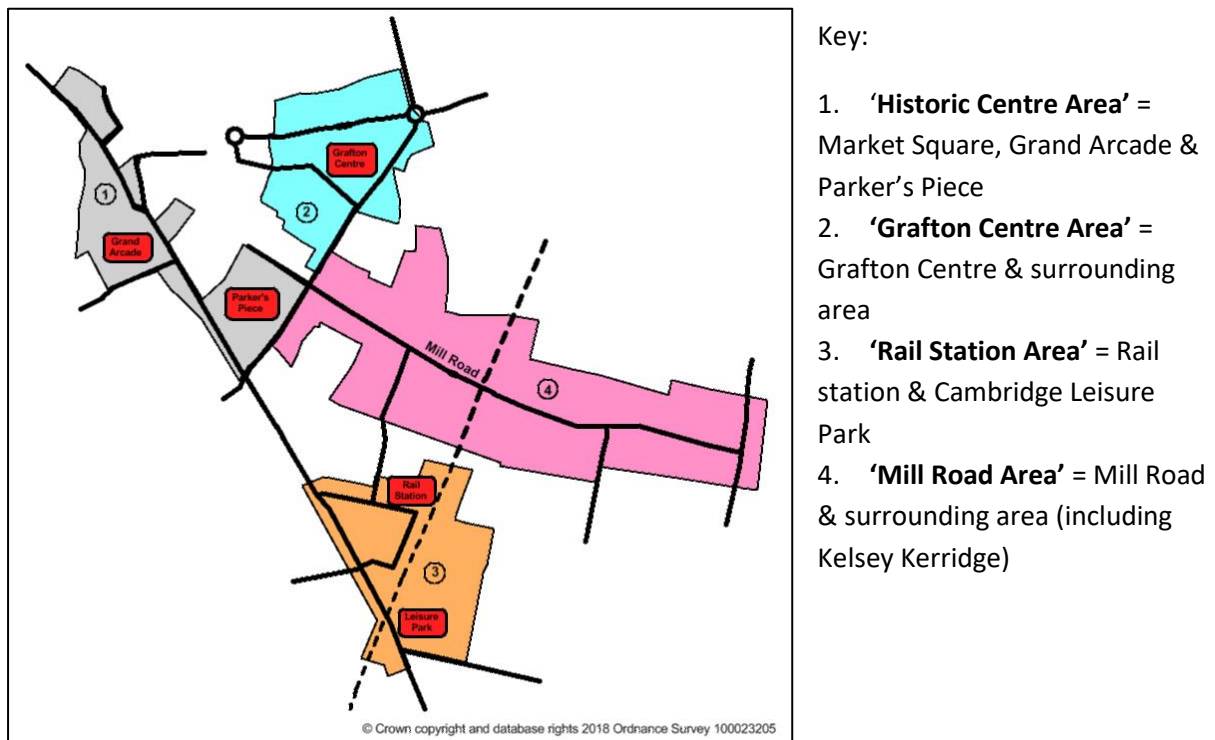 Grafton
Centre
1
2
Grand
Arcade
Parker's
Piece
Mill Road
4
Rail
Station
3
Leisure
Park
© Crown copyright and database rights 2018 Ordnance Survey 100023205
Key:
1. ‘Historic Centre Area’ =
Market Square, Grand Arcade &
Parker’s Piece
2. ‘Grafton Centre Area’ =
Grafton Centre & surrounding
area
3. ‘Rail Station Area’ = Rail
station & Cambridge Leisure
Park
4. ‘Mill Road Area’ = Mill Road
& surrounding area (including
Kelsey Kerridge)